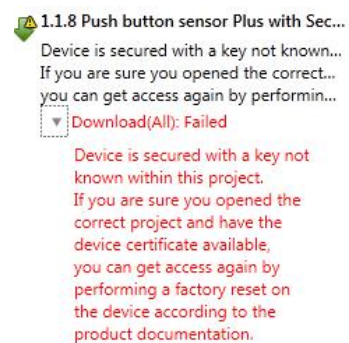 1.1.8 Push button sensor Plus with Sec...
Device is secured with a key not known...
If you are sure you opened the correct...
you can get access again by performin...
Download(All): Failed
Device is secured with a key not
known within this project.
If you are sure you opened the
correct project and have the
device certificate available,
you can get access again by
performing a factory reset on
the device according to the
product documentation.